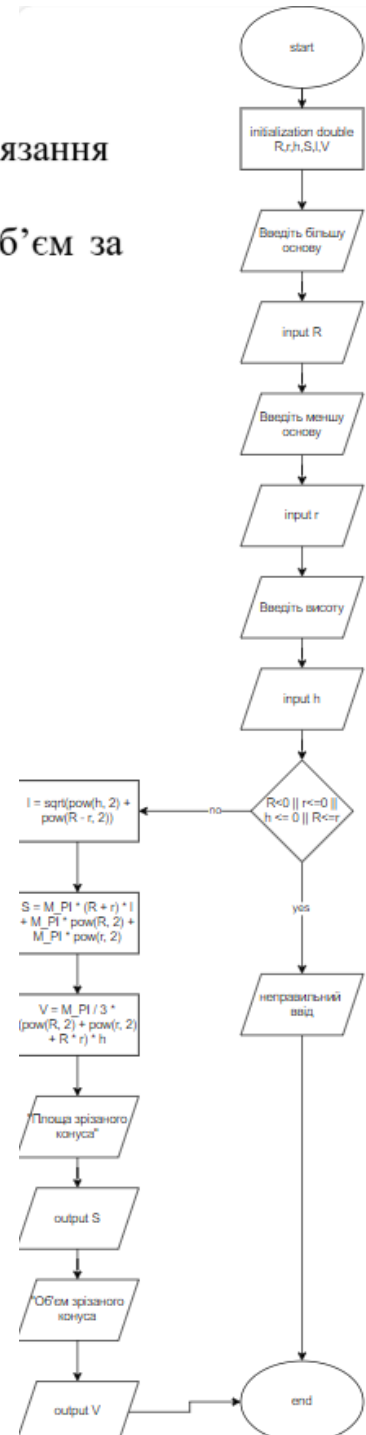 язання
б’єм за
start
initialization double
R,r,h,S,l,V
Введіть більшу
основу
input R
Введіть меншу
основу
input r
Введіть висоту
input h
R<0 || r<=0 ||
h <= 0 || R<=r
no
yes
l = sqrt(pow(h, 2) +
pow(R - r, 2))
S = M_PI * (R + r) * l
+ M_PI * pow(R, 2) +
M_PI * pow(r, 2)
V = M_PI / 3 *
(pow(R, 2) + pow(r, 2)
+ R * r) * h
"Площа зрізаного
конуса"
output S
"Об'єм зрізаного
конуса
output V
неправильний
ввід
end